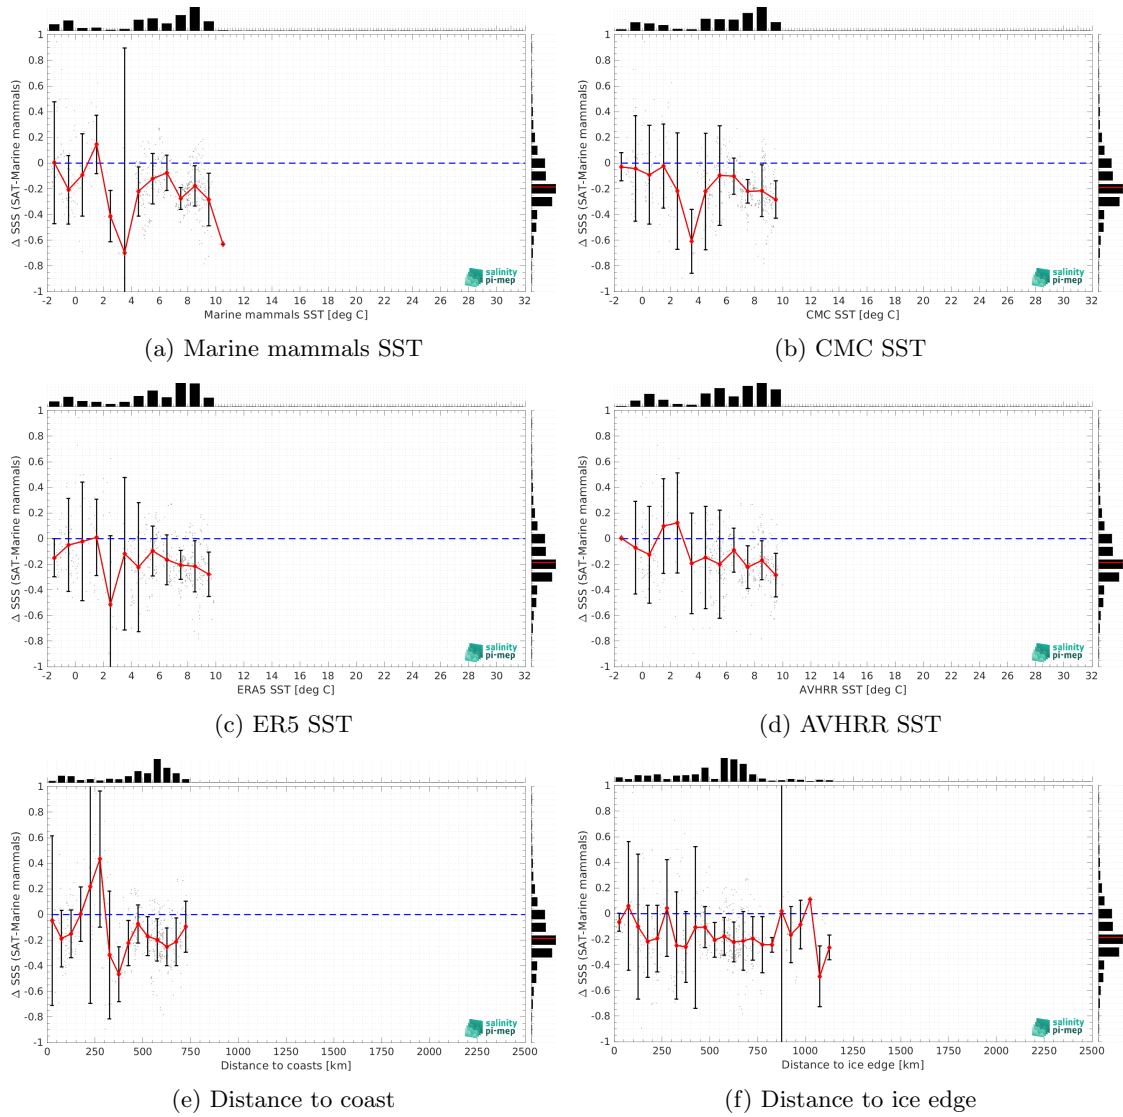 1
0.8
0.6
0.4
0.2
0
-0.2
-0.4
-0.6
-0.8
-1
Δ SSS (SAT-Marine mammals)
salinity
pi-mep
-2 0 2 4 6 8 10 12 14 16 18 20 22 24 26 28 30 32
Marine mammals SST [deg C]
(a) Marine mammals SST
1
0.8
0.6
0.4
0.2
0
-0.2
-0.4
-0.6
-0.8
-1
Δ SSS (SAT-Marine mammals)
salinity
pi-mep
-2 0 2 4 6 8 10 12 14 16 18 20 22 24 26 28 30 32
CMC SST [deg C]
(b) CMC SST
1
0.8
0.6
0.4
0.2
0
-0.2
-0.4
-0.6
-0.8
-1
Δ SSS (SAT-Marine mammals)
salinity
pi-mep
-2 0 2 4 6 8 10 12 14 16 18 20 22 24 26 28 30 32
ERA5 SST [deg C]
(c) ER5 SST
1
0.8
0.6
0.4
0.2
0
-0.2
-0.4
-0.6
-0.8
-1
Δ SSS (SAT-Marine mammals)
salinity
pi-mep
-2 0 2 4 6 8 10 12 14 16 18 20 22 24 26 28 30 32
AVHRR SST [deg C]
(d) AVHRR SST
1
0.8
0.6
0.4
0.2
0
-0.2
-0.4
-0.6
-0.8
-1
Δ SSS (SAT-Marine mammals)
salinity
pi-mep
0 250 500 750 1000 1250 1500 1750 2000 2250 2500
Distance to coasts [km]
(e) Distance to coast
1
0.8
0.6
0.4
0.2
0
-0.2
-0.4
-0.6
-0.8
-1
Δ SSS (SAT-Marine mammals)
salinity
pi-mep
0 250 500 750 1000 1250 1500 1750 2000 2250 2500
Distance to ice edge [km]
(f) Distance to ice edge